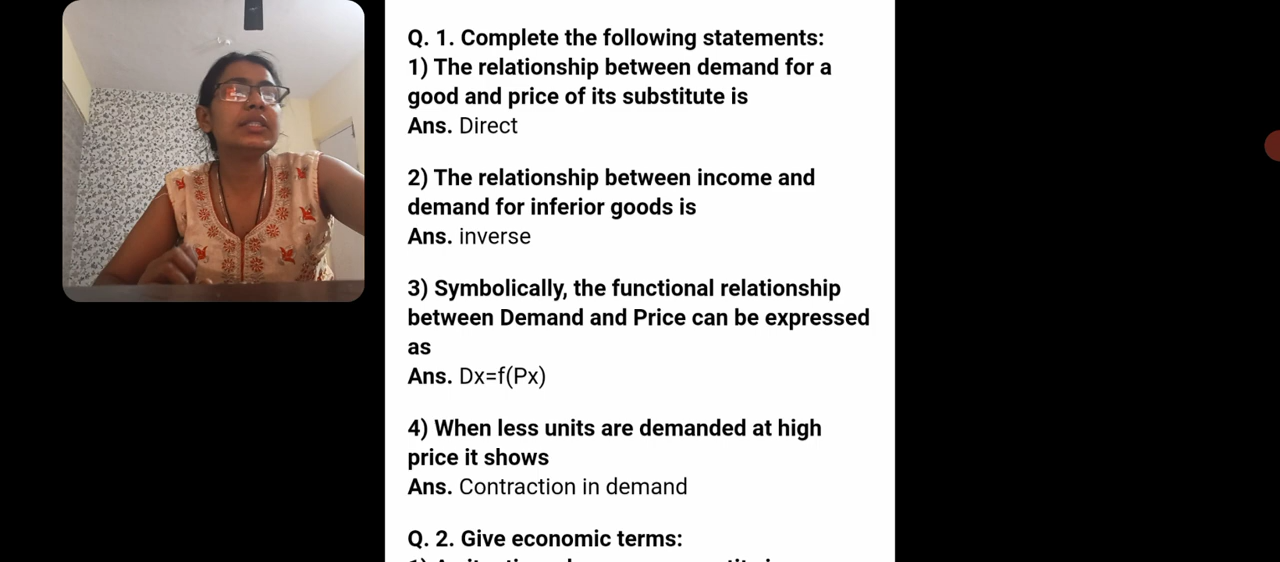 Q. 1. Complete the following statements:
1) The relationship between demand for a
good and price of its substitute is
Ans. Direct
2) The relationship between income and
demand for inferior goods is
Ans. inverse
3) Symbolically, the functional relationship
between Demand and Price can be expressed
as
Ans. Dx=f(Px)
4) When less units are demanded at high
price it shows
Ans. Contraction in demand
Q. 2. Give economic terms: